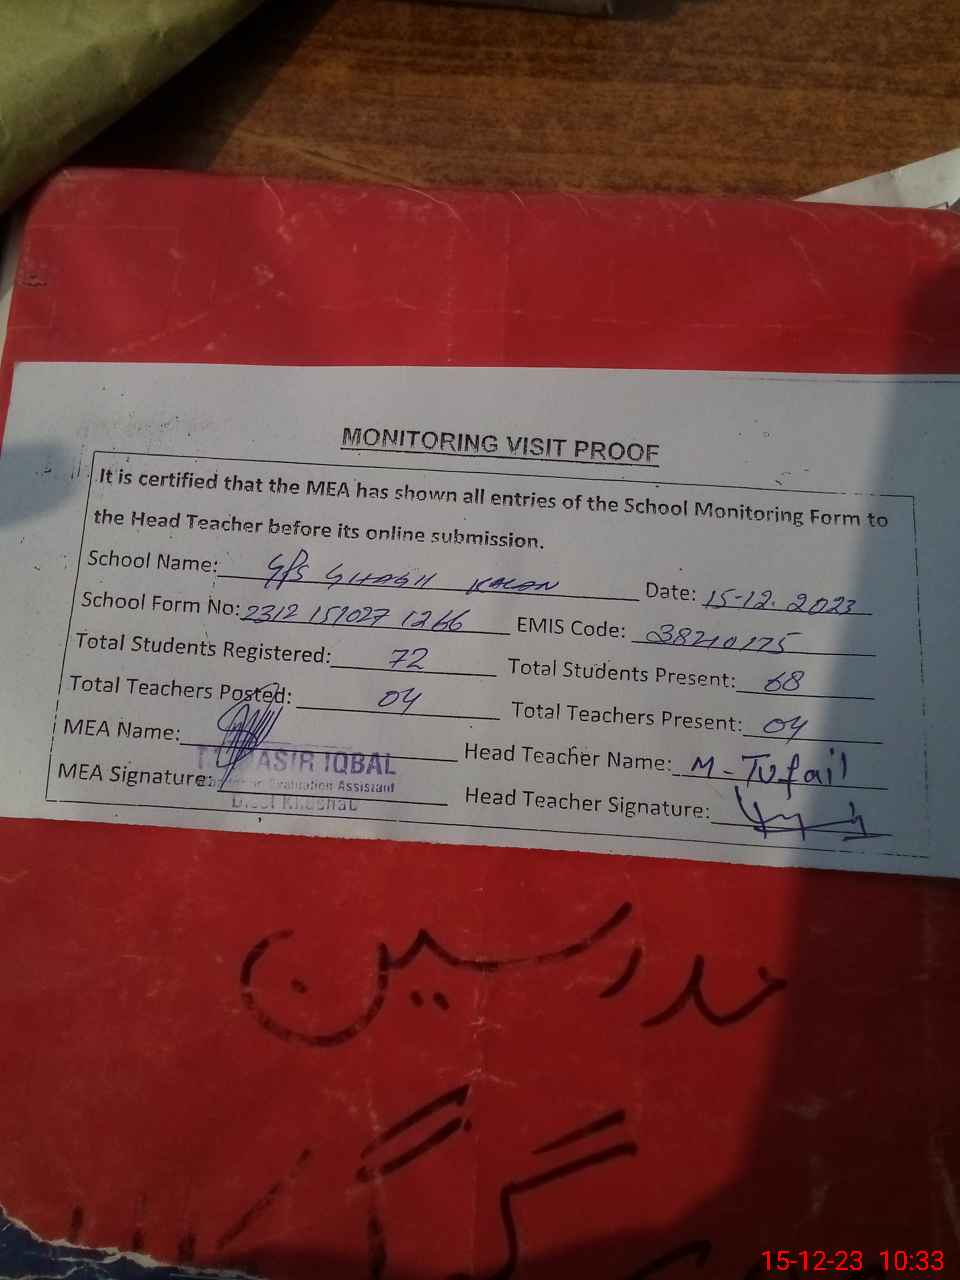 MONITORING VISIT PROOF
It is certified that the MEA has shown all entries of the School Monitoring Form to
the Head Teacher before its online submission.
School Name: GPS GHAGH KALAN Date: 15-12-2023
School Form No: 2312 151027 1266 EMIS Code: 38210175
Total Students Registered: 72 Total Students Present: 68
Total Teachers Posted: 04 Total Teachers Present: 04
MEA Name: Head Teacher Name: M-Tufail
ASIR IQBAL
MEA Signature: Evaluation Assistant Head Teacher Signature:
مدرسین
15-12-23 10:33